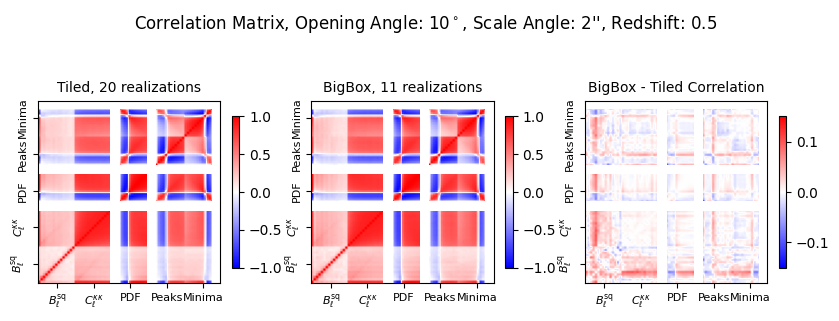 Correlation Matrix, Opening Angle: 10°, Scale Angle: 2'', Redshift: 0.5
Tiled, 20 realizations
BigBox, 11 realizations
BigBox - Tiled Correlation
Minima
Peaks
PDF
C_ℓ^κκ
B_ℓ^sq
B_ℓ^sq
C_ℓ^κκ
PDF
Peaks
Minima
1.0
0.5
0.0
−0.5
−1.0
Minima
Peaks
PDF
C_ℓ^κκ
B_ℓ^sq
B_ℓ^sq
C_ℓ^κκ
PDF
Peaks
Minima
1.0
0.5
0.0
−0.5
−1.0
Minima
Peaks
PDF
C_ℓ^κκ
B_ℓ^sq
B_ℓ^sq
C_ℓ^κκ
PDF
Peaks
Minima
0.1
0.0
−0.1